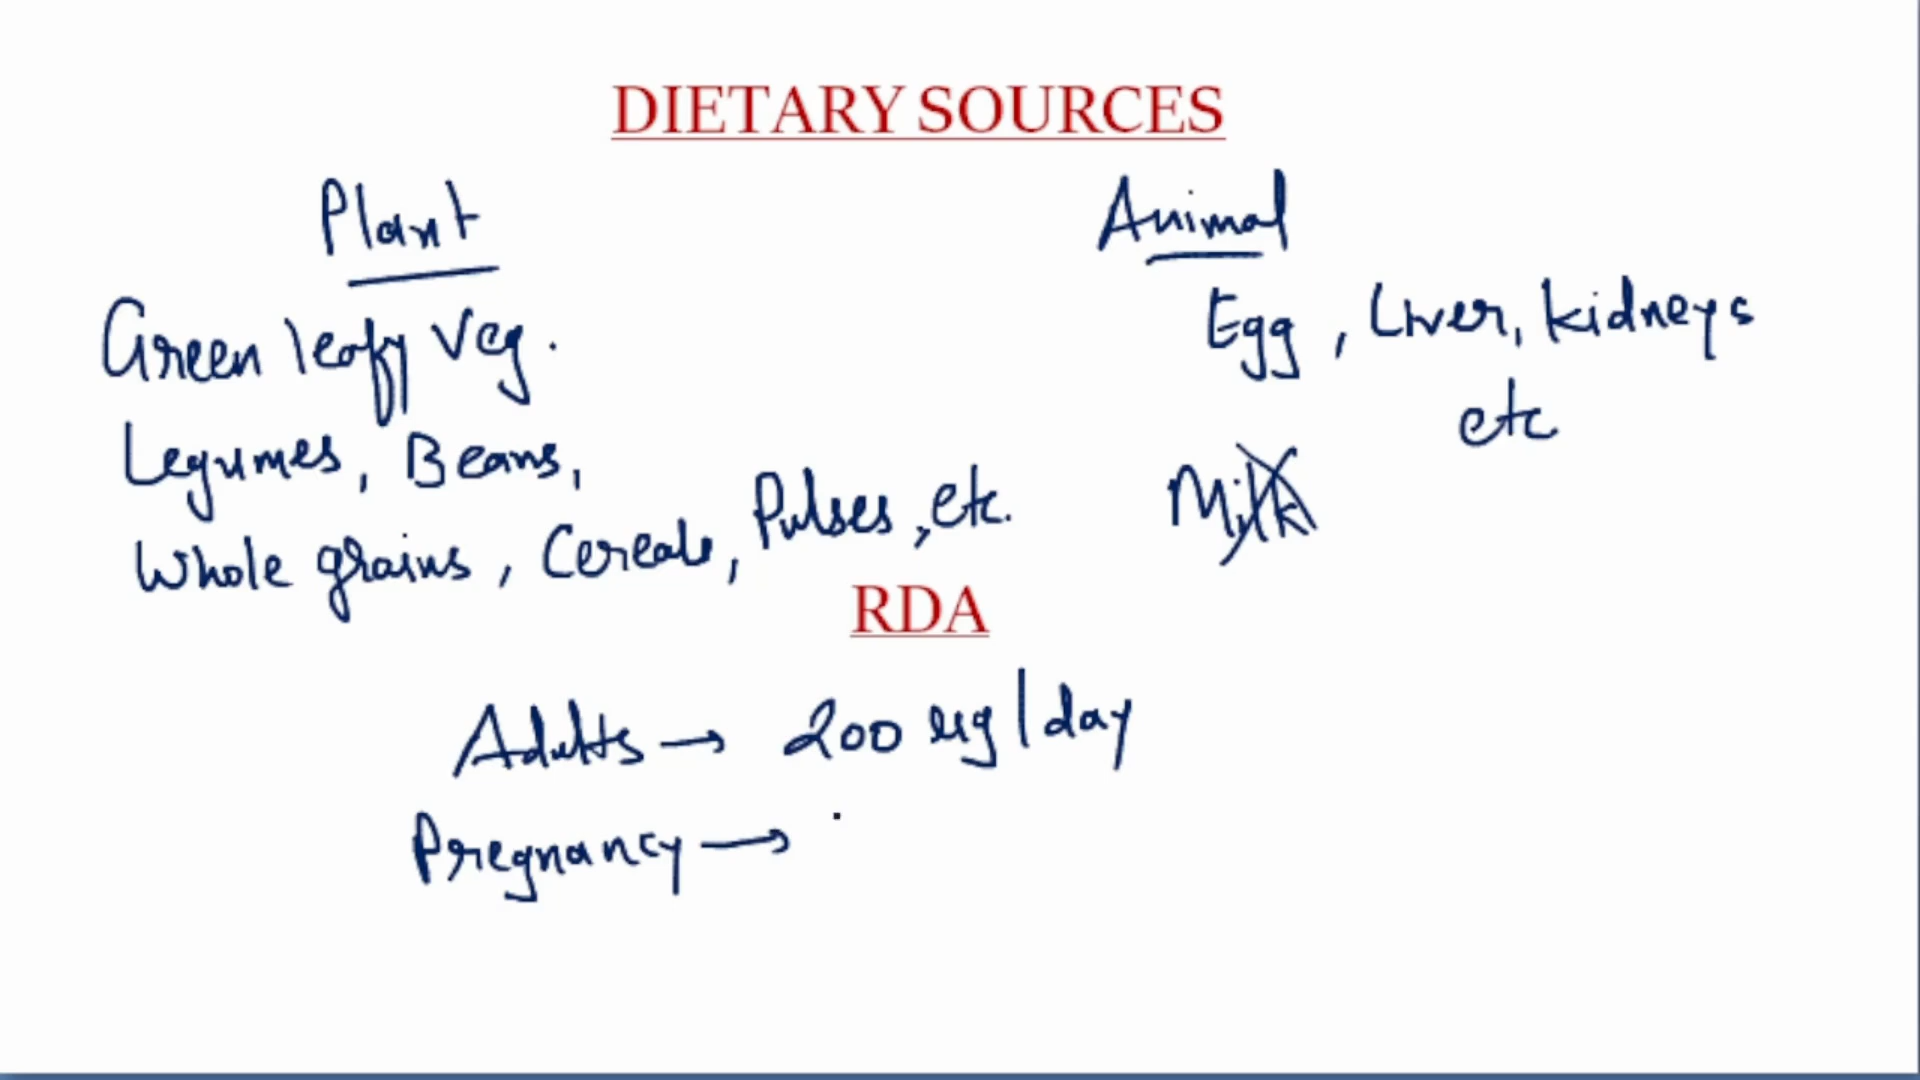 DIETARY SOURCES
Plant
Green leafy Veg.
Legumes, Beans,
Whole grains, Cereals, Pulses, etc.
Animal
Egg, Liver, kidneys
etc
Milk
RDA
Adults → 200 µg/day
Pregnancy →